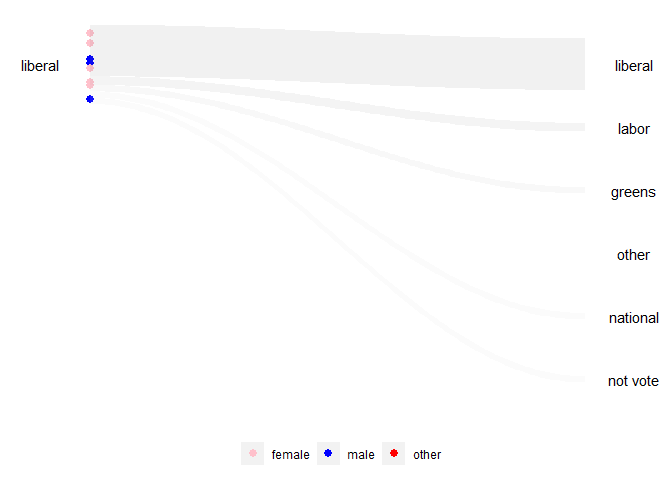 liberal
liberal
labor
greens
other
national
not vote
female male other